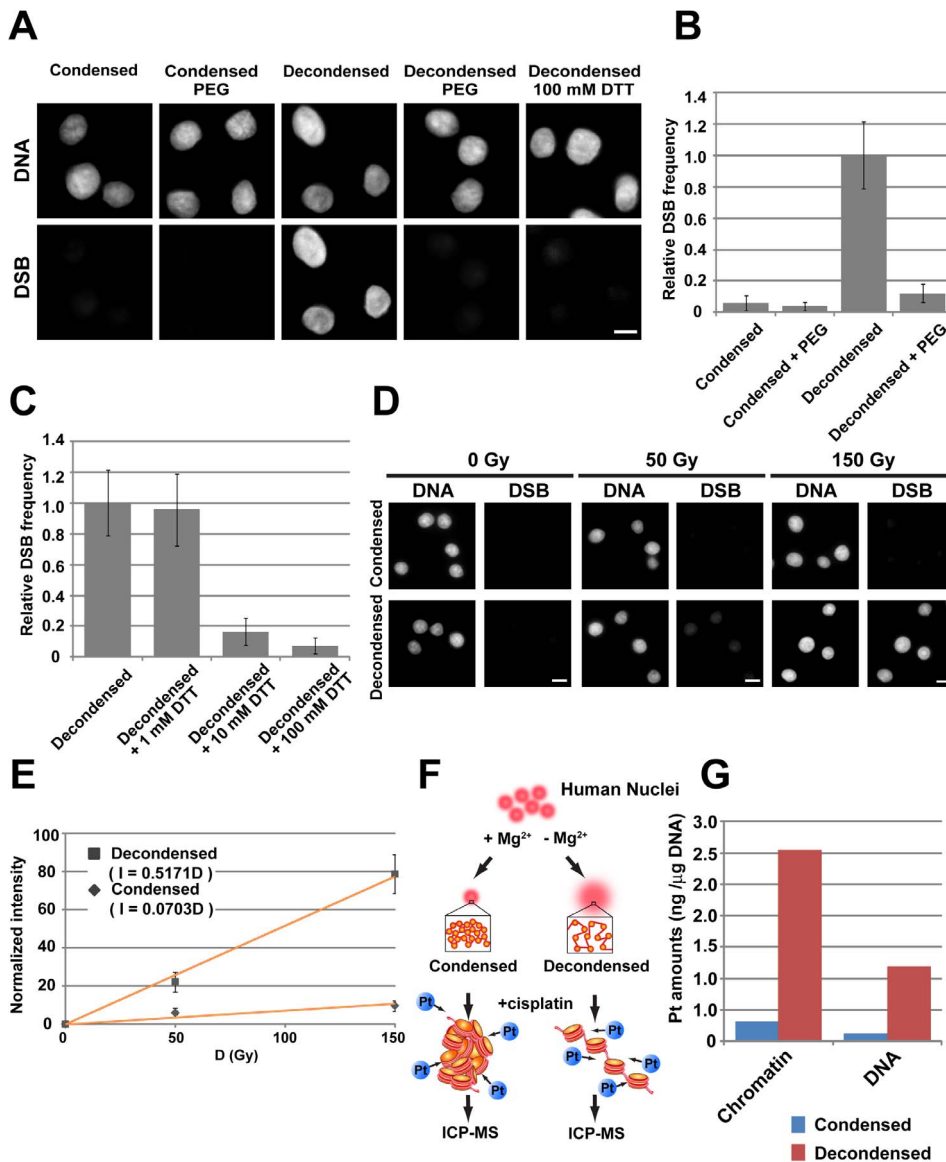 A
Condensed
Condensed
PEG
Decondensed
Decondensed
PEG
Decondensed
100 mM DTT
DNA
DSB
B
Relative DSB frequency
1.4
1.2
1.0
0.8
0.6
0.4
0.2
0
Condensed
Condensed + PEG
Decondensed
Decondensed + PEG
C
Relative DSB frequency
1.4
1.2
1.0
0.8
0.6
0.4
0.2
0
Decondensed
Decondensed
+ 1 mM DTT
Decondensed
+ 10 mM DTT
Decondensed
+ 100 mM DTT
D
0 Gy
50 Gy
150 Gy
DNA DSB DNA DSB DNA DSB
Condensed
Decondensed
E
Normalized intensity
100
80
60
40
20
0
Decondensed
( I = 0.5171D )
Condensed
( I = 0.0703D )
0 50 100 150
D (Gy)
F
Human Nuclei
+ Mg²⁺ - Mg²⁺
Condensed
Decondensed
+cisplatin
Pt
Pt
Pt
Pt
Pt
Pt
Pt
Pt
ICP-MS
ICP-MS
G
Pt amounts (ng /µg DNA)
3.0
2.5
2.0
1.5
1.0
1.0
0
Chromatin
DNA
Condensed
Decondensed